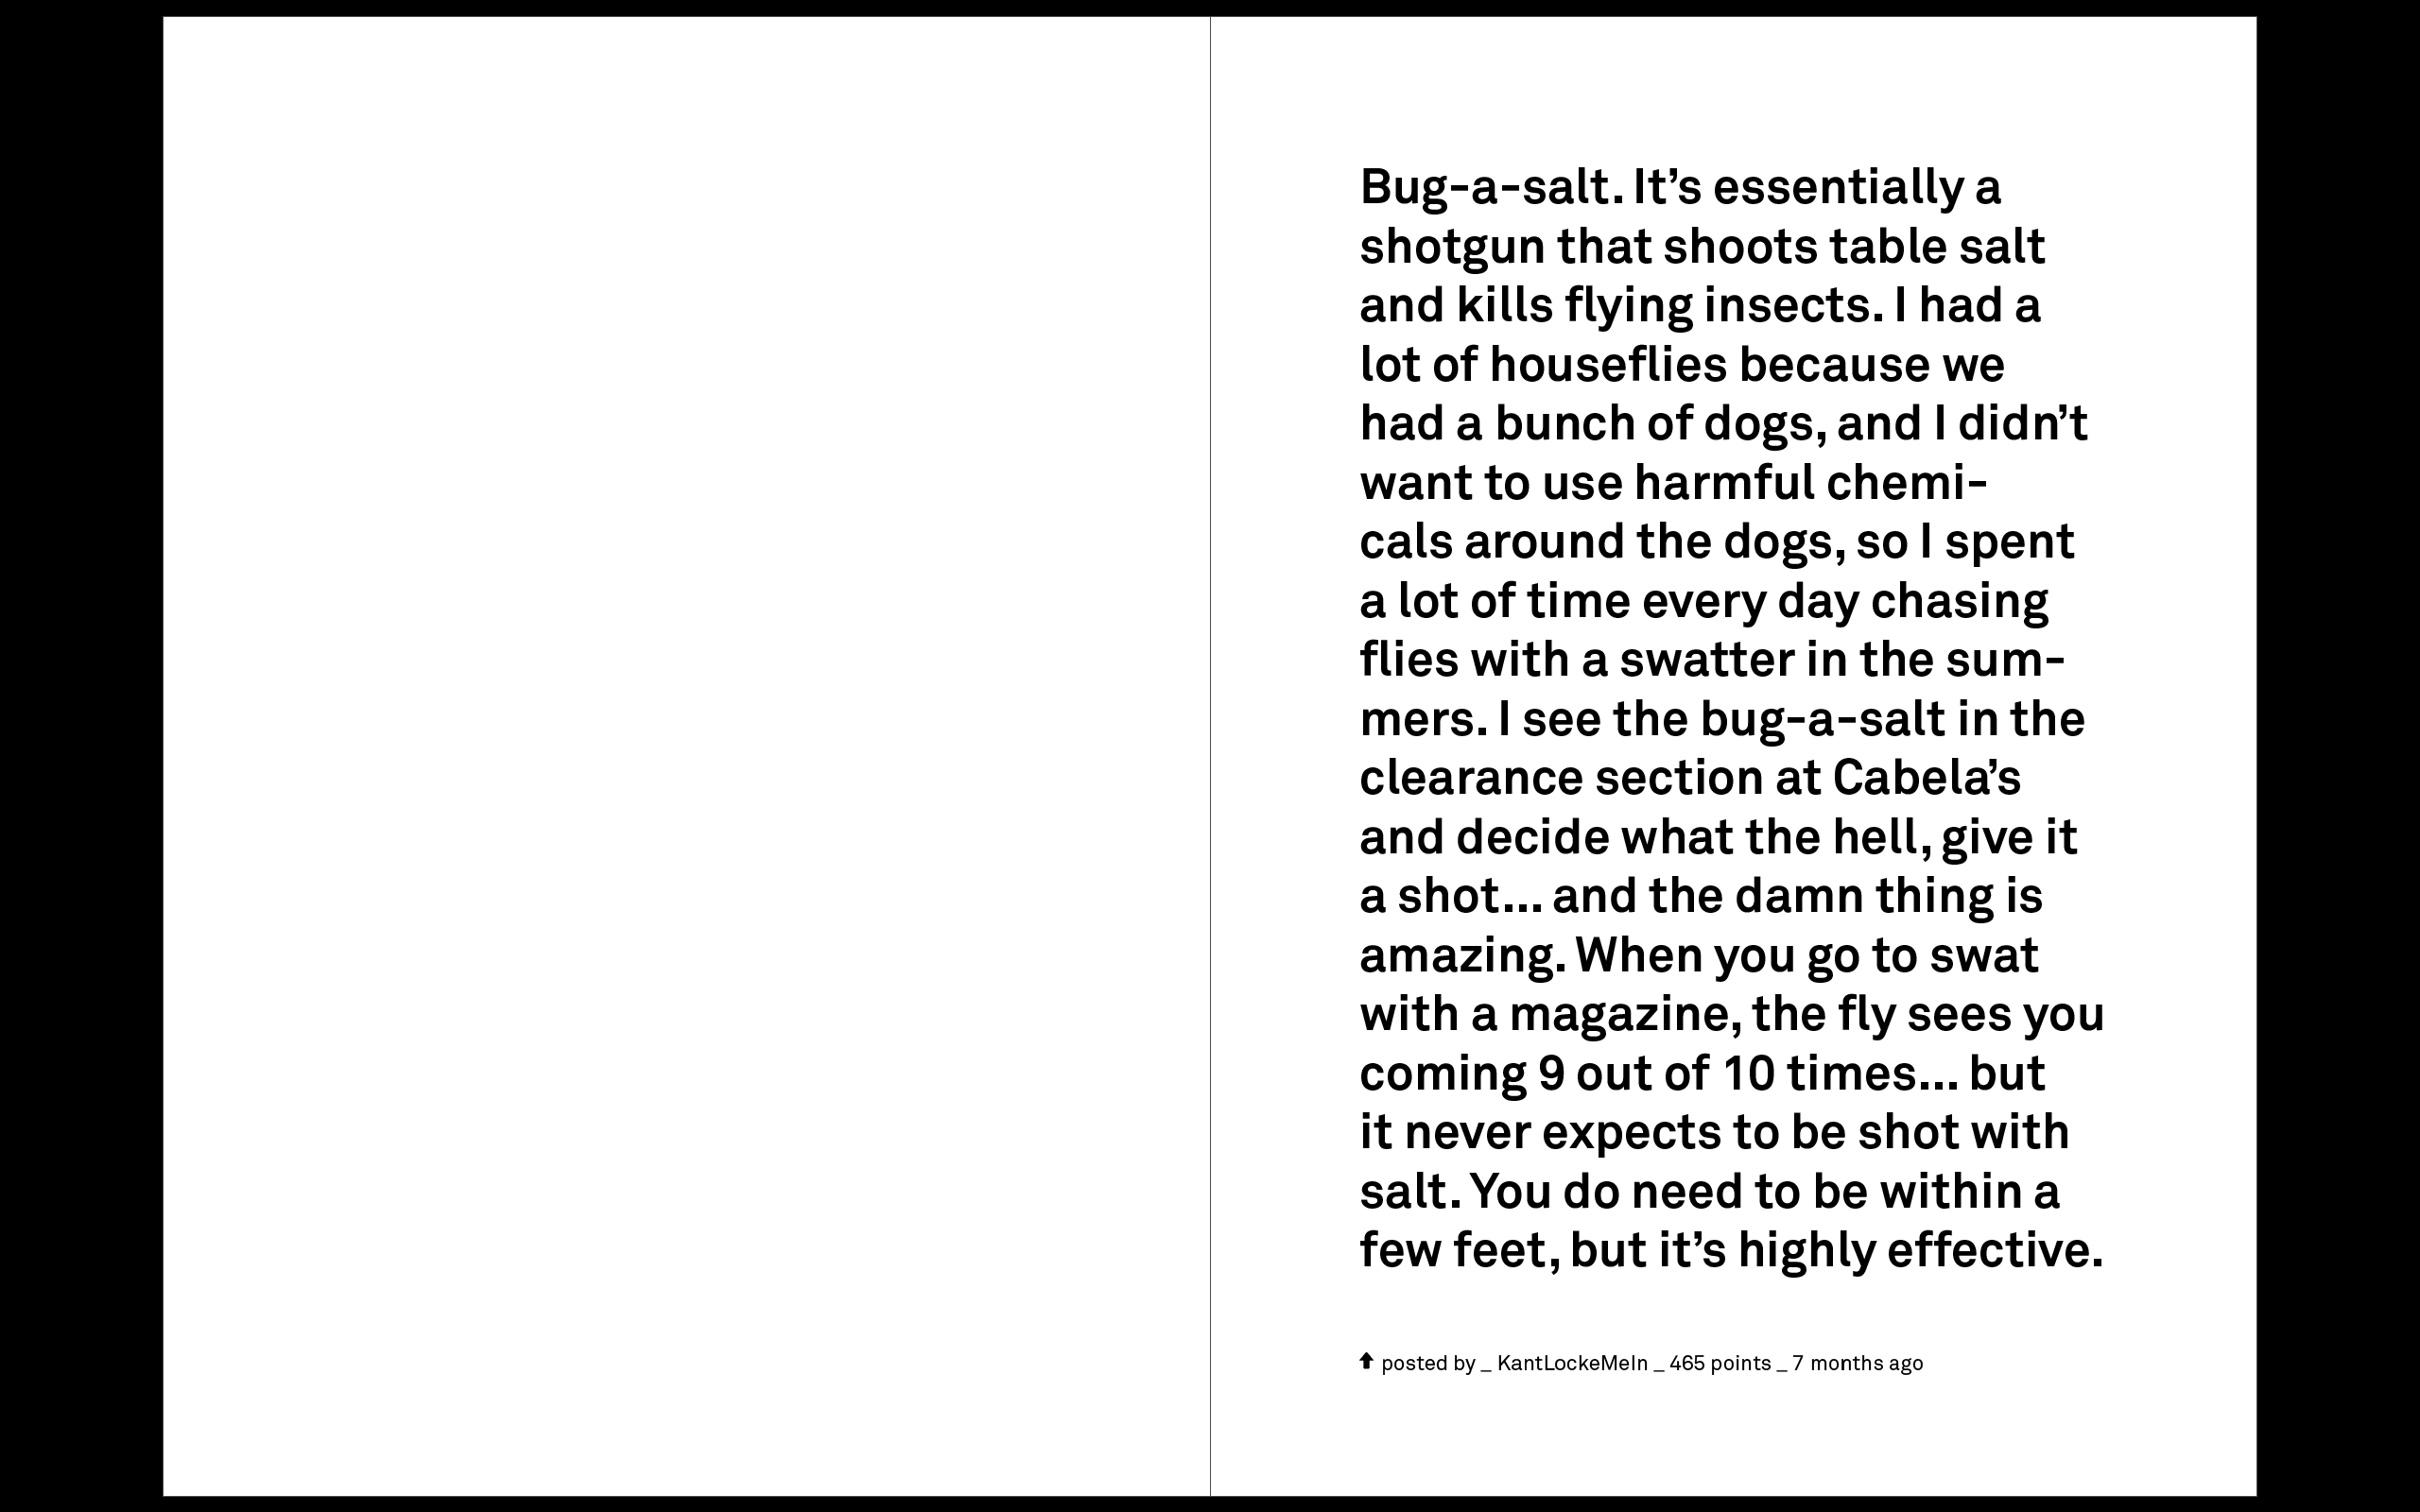 Bug-a-salt. It’s essentially a
shotgun that shoots table salt
and kills flying insects. I had a
lot of houseflies because we
had a bunch of dogs, and I didn’t
want to use harmful chemi-
cals around the dogs, so I spent
a lot of time every day chasing
flies with a swatter in the sum-
mers. I see the bug-a-salt in the
clearance section at Cabela’s
and decide what the hell, give it
a shot... and the damn thing is
amazing. When you go to swat
with a magazine, the fly sees you
coming 9 out of 10 times... but
it never expects to be shot with
salt. You do need to be within a
few feet, but it’s highly effective.
posted by _ KantLockeMeIn _ 465 points _ 7 months ago